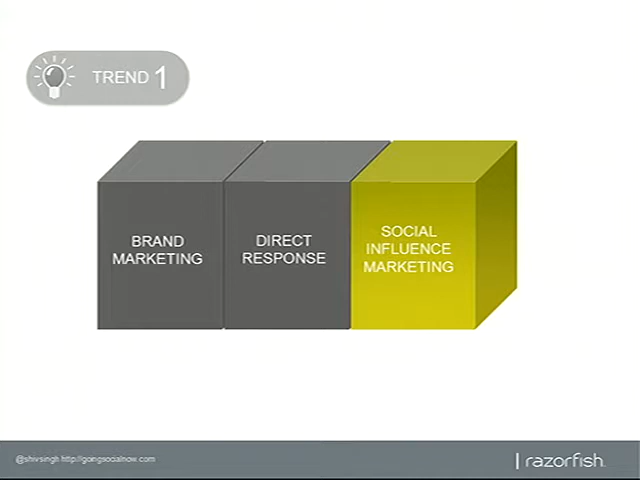 TREND 1
BRAND
MARKETING
DIRECT
RESPONSE
SOCIAL
INFLUENCE
MARKETING
@shivsingh http://goingsocialnow.com
razorfish.